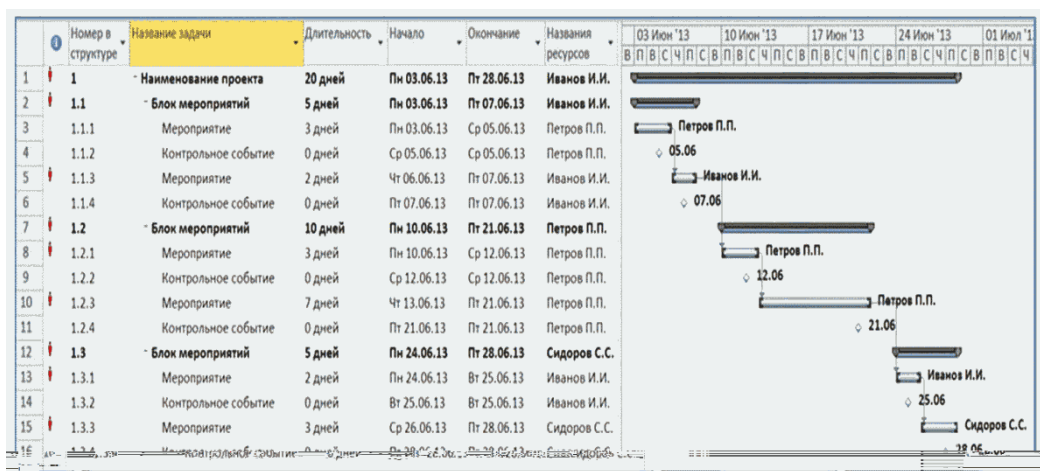 Номер в структуре Название задачи Длительность Начало Окончание Названия ресурсов 03 Июн '13 10 Июн '13 17 Июн '13 24 Июн '13 01 Июл '1
В П В С Ч П С В П В С Ч П С В П В С Ч П С В П В С Ч П С В П В С Ч
1 1 Наименование проекта 20 дней Пн 03.06.13 Пт 28.06.13 Иванов И.И.
2 1.1 Блок мероприятий 5 дней Пн 03.06.13 Пт 07.06.13 Иванов И.И.
3 1.1.1 Мероприятие 3 дней Пн 03.06.13 Ср 05.06.13 Петров П.П. Петров П.П.
4 1.1.2 Контрольное событие 0 дней Ср 05.06.13 Ср 05.06.13 Петров П.П. 05.06
5 1.1.3 Мероприятие 2 дней Чт 06.06.13 Пт 07.06.13 Иванов И.И. Иванов И.И.
6 1.1.4 Контрольное событие 0 дней Пт 07.06.13 Пт 07.06.13 Иванов И.И. 07.06
7 1.2 Блок мероприятий 10 дней Пн 10.06.13 Пт 21.06.13 Петров П.П.
8 1.2.1 Мероприятие 3 дней Пн 10.06.13 Ср 12.06.13 Петров П.П. Петров П.П.
9 1.2.2 Контрольное событие 0 дней Ср 12.06.13 Ср 12.06.13 Петров П.П. 12.06
10 1.2.3 Мероприятие 7 дней Чт 13.06.13 Пт 21.06.13 Петров П.П. Петров П.П.
11 1.2.4 Контрольное событие 0 дней Пт 21.06.13 Пт 21.06.13 Петров П.П. 21.06
12 1.3 Блок мероприятий 5 дней Пн 24.06.13 Пт 28.06.13 Сидоров С.С.
13 1.3.1 Мероприятие 2 дней Пн 24.06.13 Вт 25.06.13 Иванов И.И. Иванов И.И.
14 1.3.2 Контрольное событие 0 дней Вт 25.06.13 Вт 25.06.13 Иванов И.И. 25.06
15 1.3.3 Мероприятие 3 дней Ср 26.06.13 Пт 28.06.13 Сидоров С.С. Сидоров С.С.